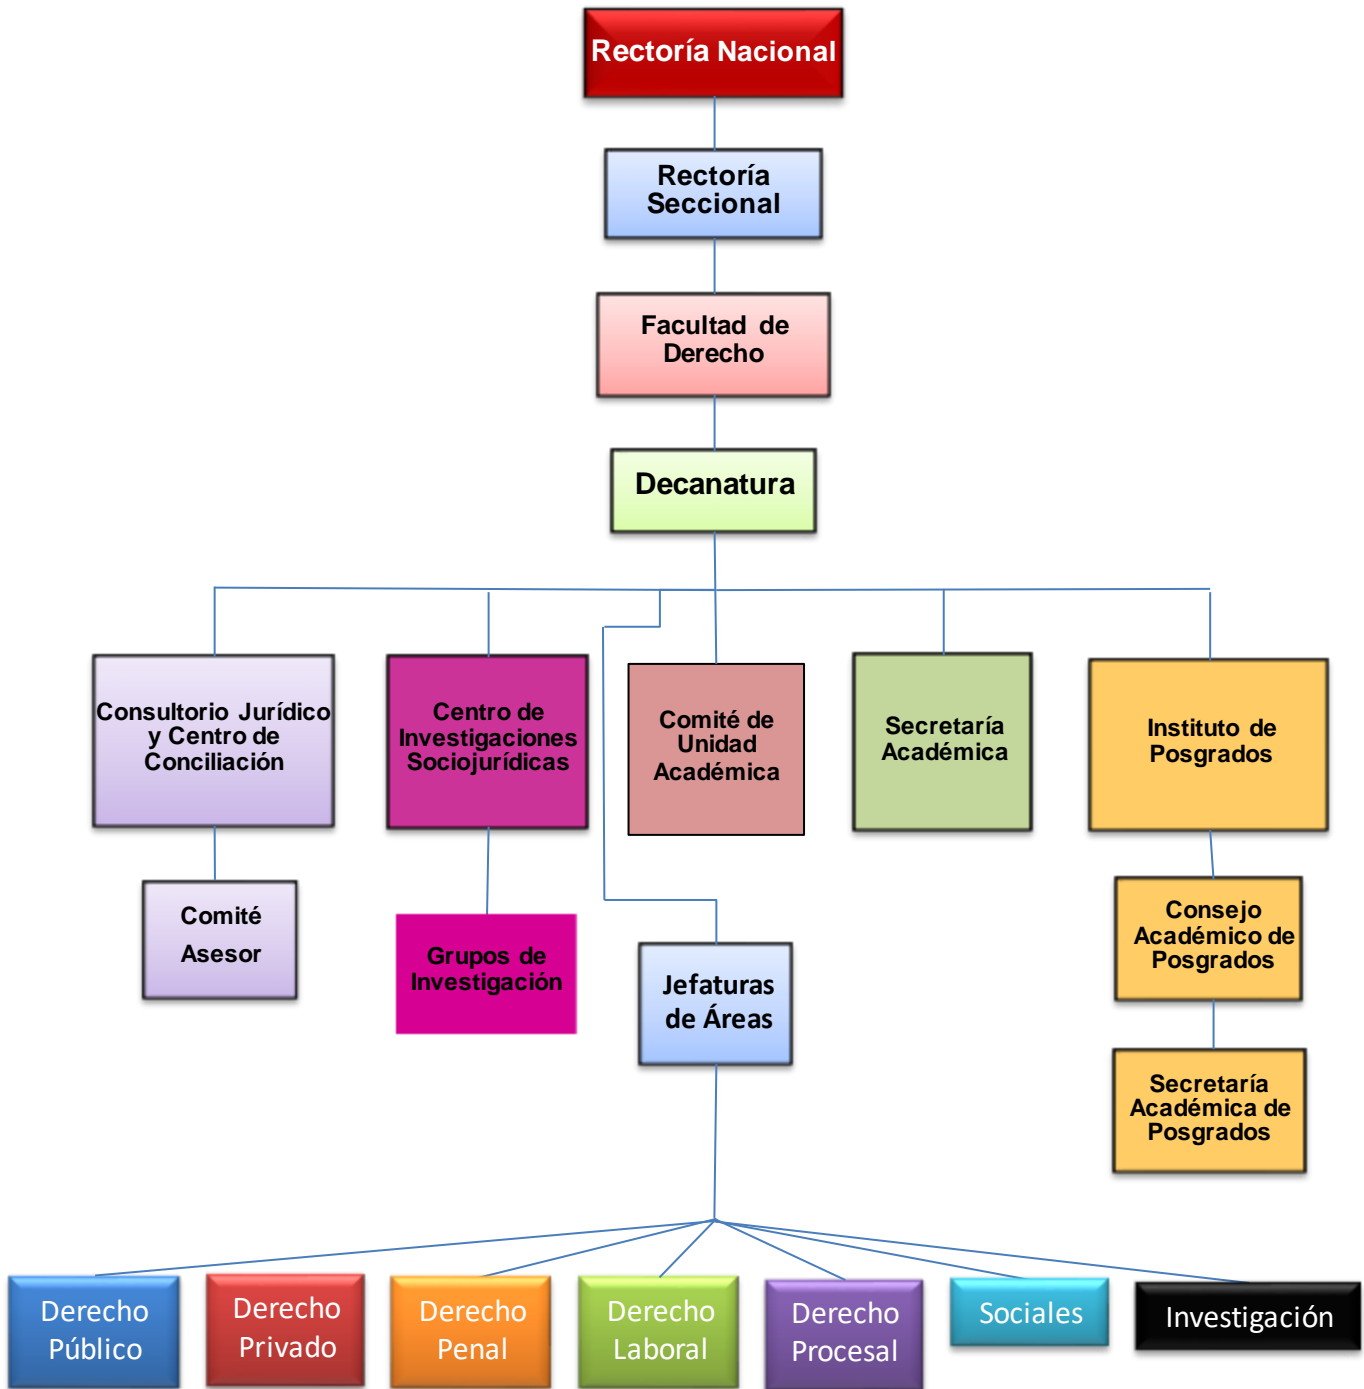 Rectoría Nacional
Rectoría
Seccional
Facultad de
Derecho
Decanatura
Consultorio Jurídico
y Centro de
Conciliación
Centro de
Investigaciones
Sociojurídicas
Comité de
Unidad
Académica
Secretaría
Académica
Instituto de
Posgrados
Comité
Asesor
Grupos de
Investigación
Jefaturas
de Áreas
Consejo
Académico de
Posgrados
Secretaría
Académica de
Posgrados
Derecho
Público
Derecho
Privado
Derecho
Penal
Derecho
Laboral
Derecho
Procesal
Sociales
Investigación